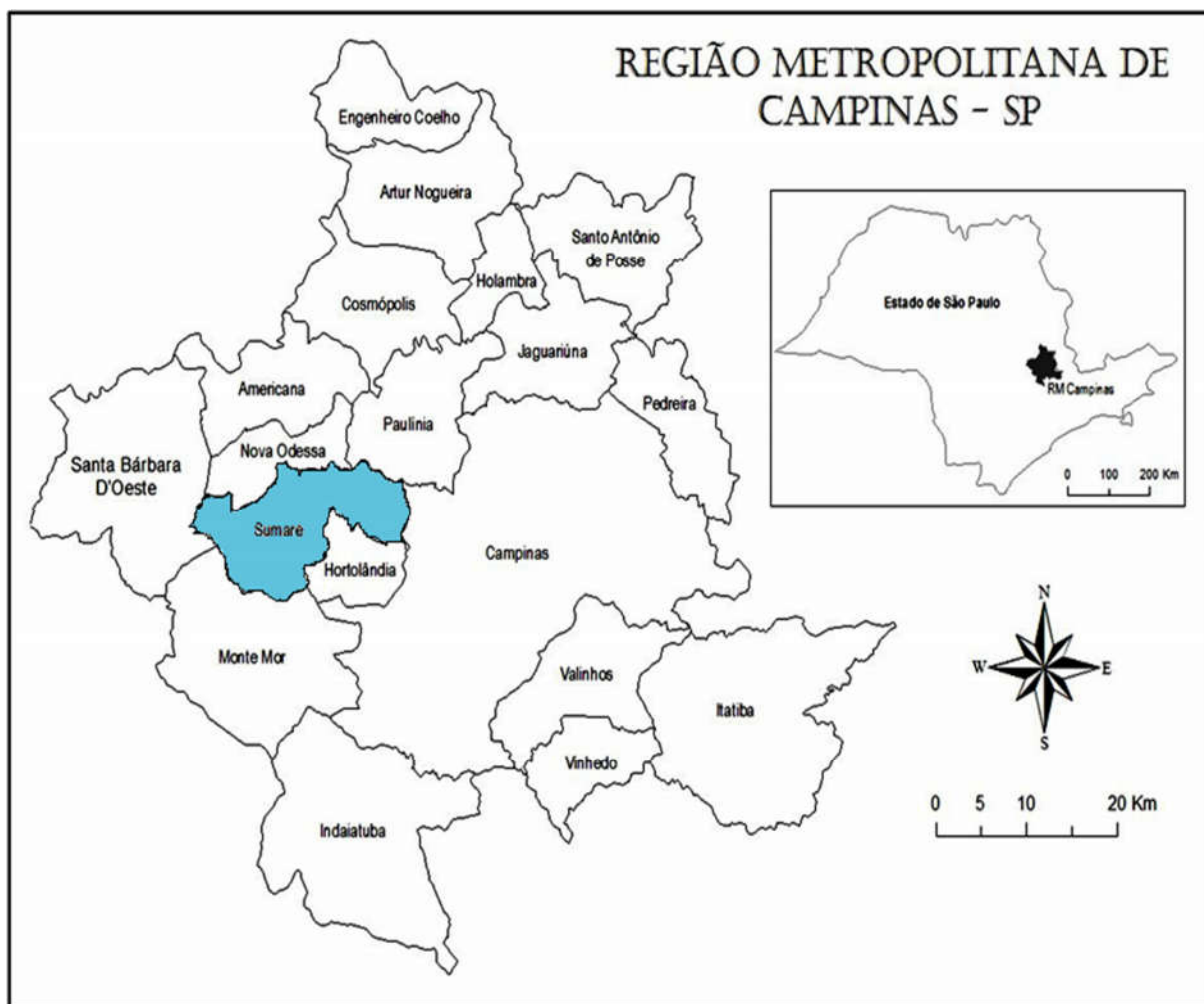 REGIÃO METROPOLITANA DE
CAMPINAS - SP
Engenheiro Coelho
Artur Nogueira
Santo Antônio
de Posse
Holambra
Cosmópolis
Jaguariúna
Americana
Pedreira
Paulínia
Nova Odessa
Santa Bárbara
D'Oeste
Sumare
Campinas
Hortolândia
Monte Mor
Valinhos
Itatiba
Vinhedo
Indaiatuba
Estado de São Paulo
RM Campinas
0 100 200 Km
N
W E
S
0 5 10 20 Km